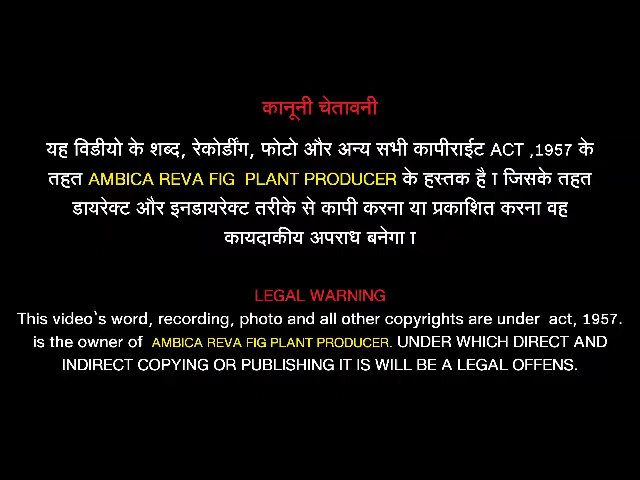 कानूनी चेतावनी
यह विडीयो के शब्द, रेकोर्डींग, फोटो और अन्य सभी कापीराईट ACT ,1957 के
तहत AMBICA REVA FIG PLANT PRODUCER के हस्तक है । जिसके तहत
डायरेक्ट और इनडायरेक्ट तरीके से कापी करना या प्रकाशित करना वह
कायदाकीय अपराध बनेगा ।
LEGAL WARNING
This video`s word, recording, photo and all other copyrights are under act, 1957.
is the owner of AMBICA REVA FIG PLANT PRODUCER. UNDER WHICH DIRECT AND
INDIRECT COPYING OR PUBLISHING IT IS WILL BE A LEGAL OFFENS.